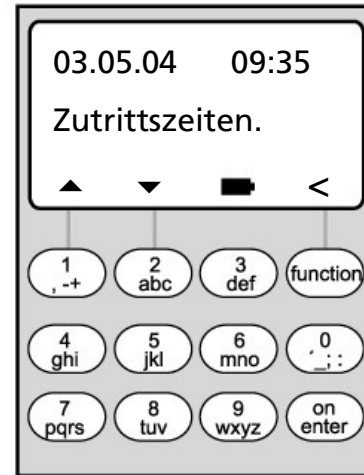 03.05.04 09:35
Zutrittszeiten.
<
1 2 3 function
, -+ abc def
4 5 6 0
ghi jkl mno ´_; :
7 8 9 on
pqrs tuv wxyz enter